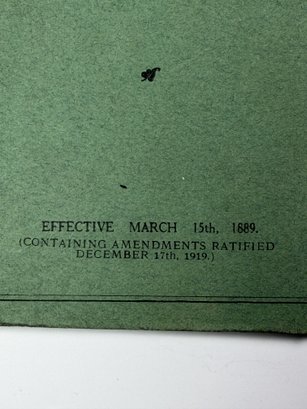 EFFECTIVE MARCH 15th, 1889.
(CONTAINING AMENDMENTS RATIFIED
DECEMBER 17th, 1919.)